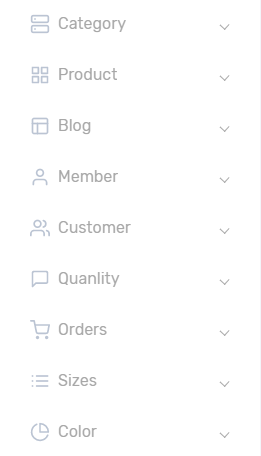 Category
Product
Blog
Member
Customer
Quanlity
Orders
Sizes
Color